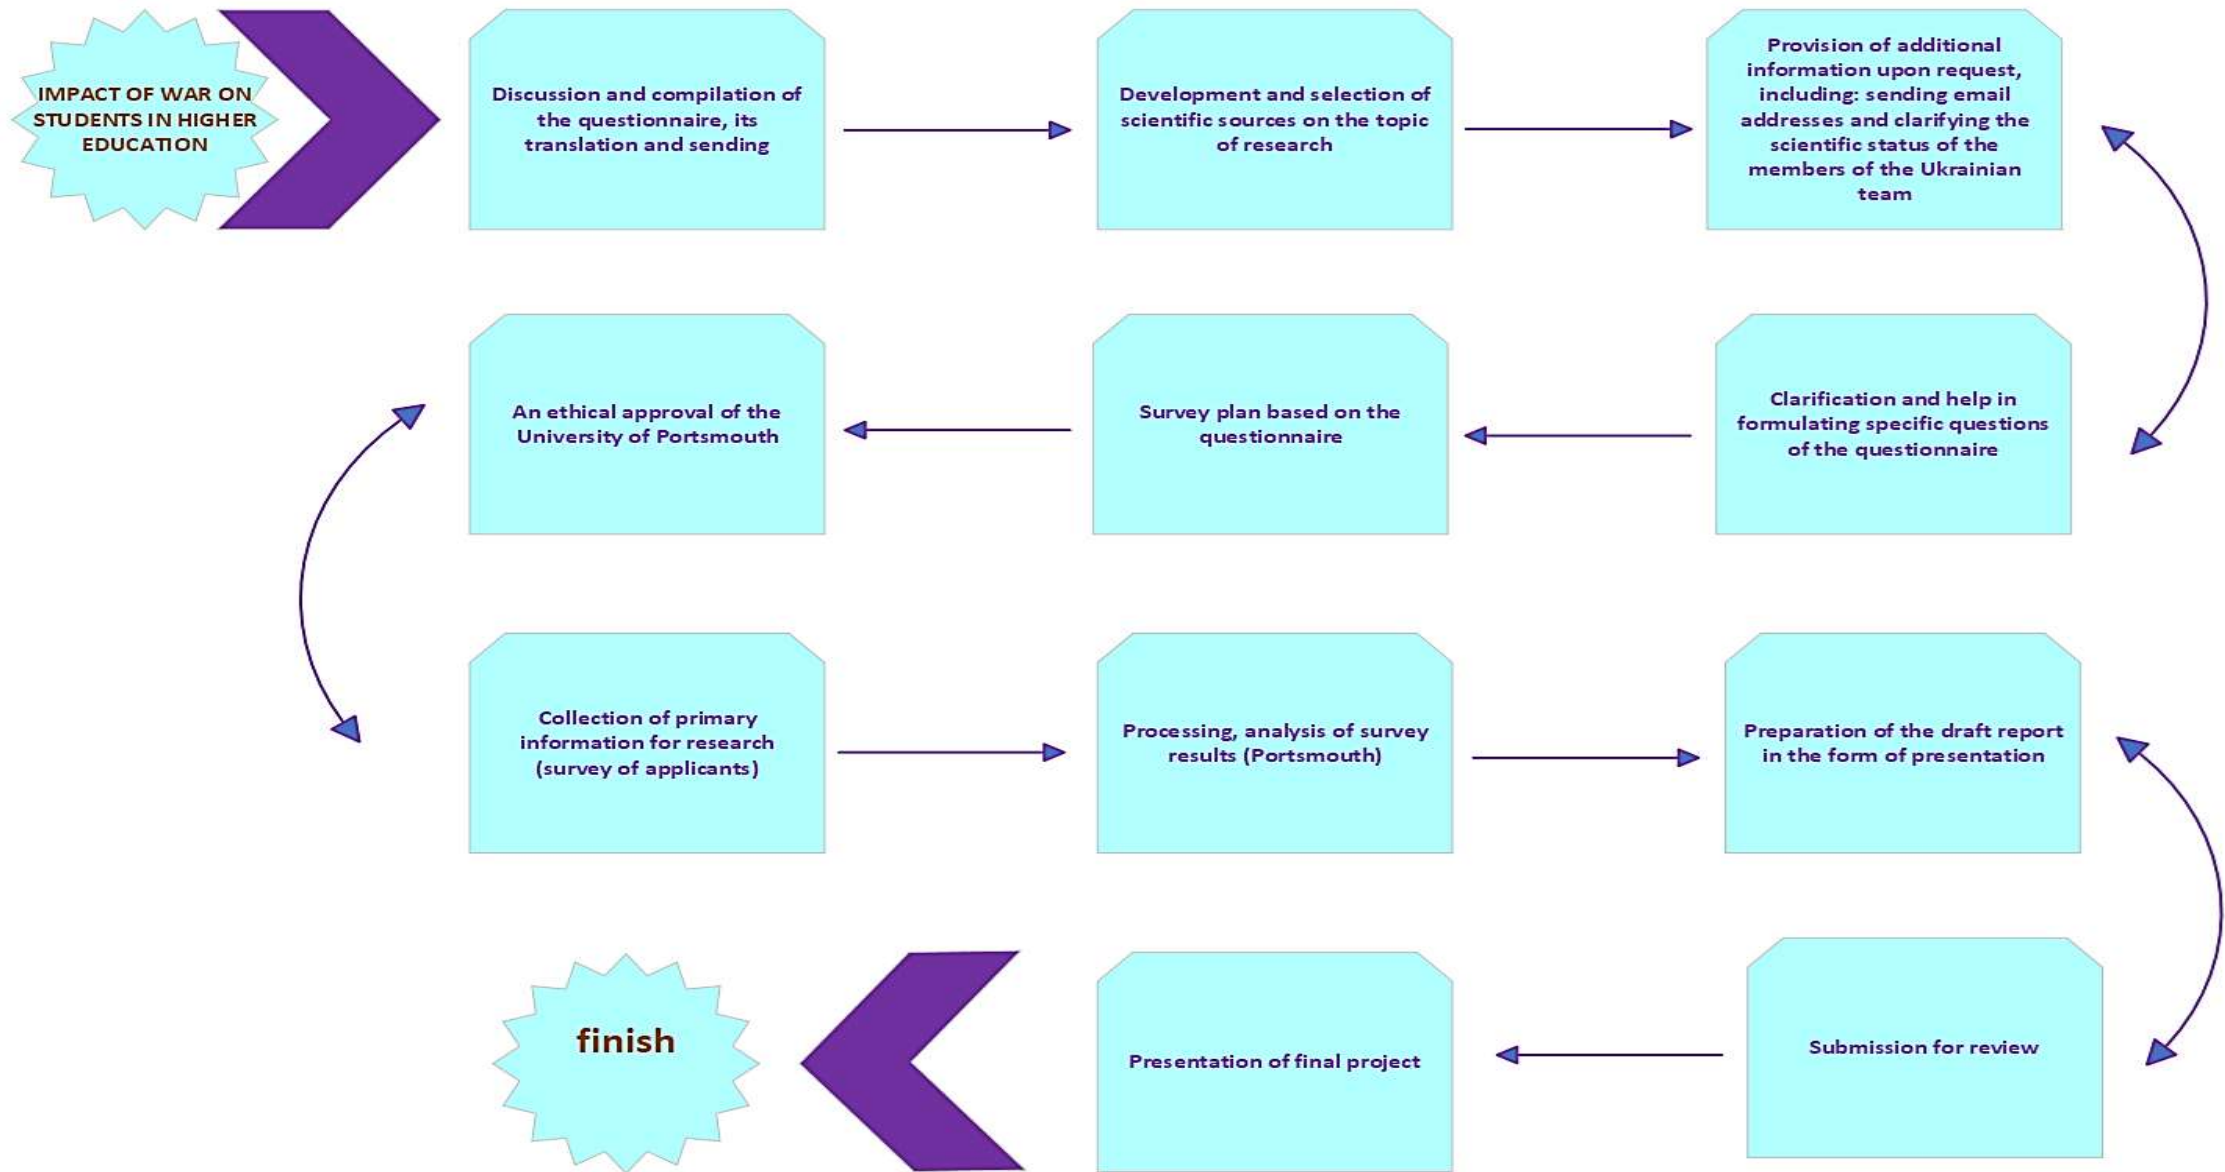 IMPACT OF WAR ON
STUDENTS IN HIGHER
EDUCATION
Discussion and compilation of
the questionnaire, its
translation and sending
Development and selection of
scientific sources on the topic
of research
Provision of additional
information upon request,
including: sending email
addresses and clarifying the
scientific status of the
members of the Ukrainian
team
Clarification and help in
formulating specific questions
of the questionnaire
Survey plan based on the
questionnaire
An ethical approval of the
University of Portsmouth
Collection of primary
information for research
(survey of applicants)
Processing, analysis of survey
results (Portsmouth)
Preparation of the draft report
in the form of presentation
Submission for review
Presentation of final project
finish